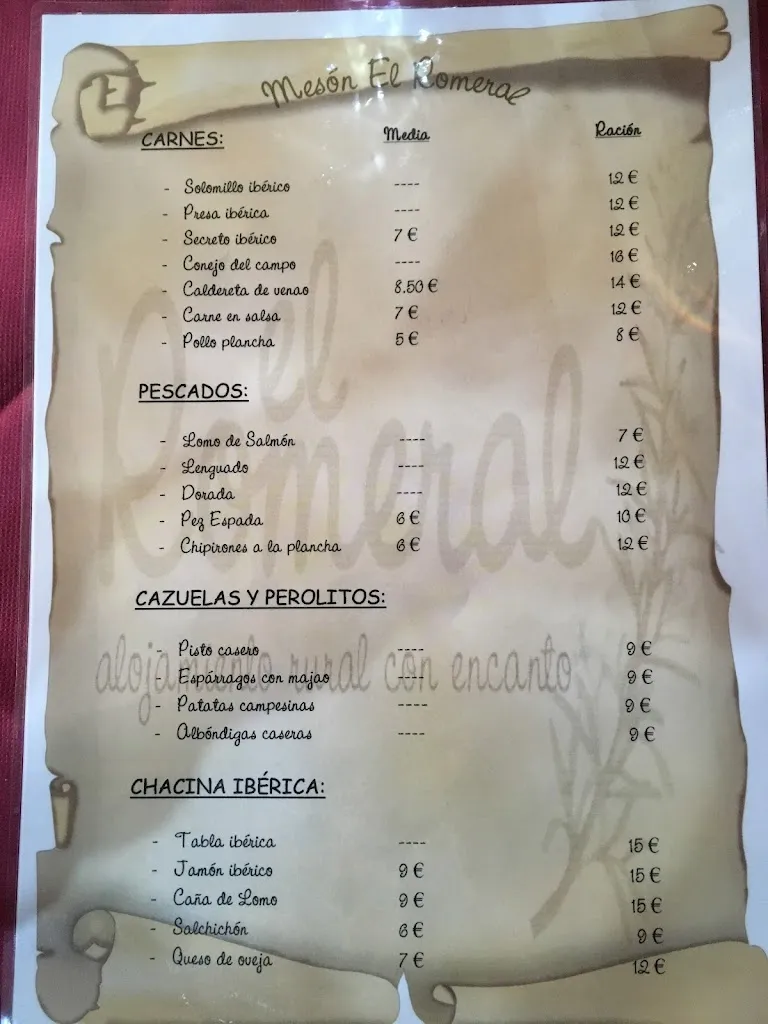 Mesón El Romeral
CARNES: Media Ración
- Solomillo ibérico ---- 12 €
- Presa ibérica ---- 12 €
- Secreto ibérico 7 € 12 €
- Conejo del campo ---- 16 €
- Caldereta de venao 8.50 € 14 €
- Carne en salsa 7 € 12 €
- Pollo plancha 5 € 8 €
PESCADOS:
- Lomo de Salmón ---- 7 €
- Lenguado ---- 12 €
- Dorada ---- 12 €
- Pez Espada 6 € 10 €
- Chipirones a la plancha 6 € 12 €
CAZUELAS Y PEROLITOS:
- Pisto casero ---- 9 €
- Espárragos con majao ---- 9 €
- Patatas campesinas ---- 9 €
- Albóndigas caseras ---- 9 €
CHACINA IBÉRICA:
- Tabla ibérica ---- 15 €
- Jamón ibérico 9 € 15 €
- Caña de Lomo 9 € 15 €
- Salchichón 6 € 9 €
- Queso de oveja 7 € 12 €
el
Romeral
alojamiento rural con encanto